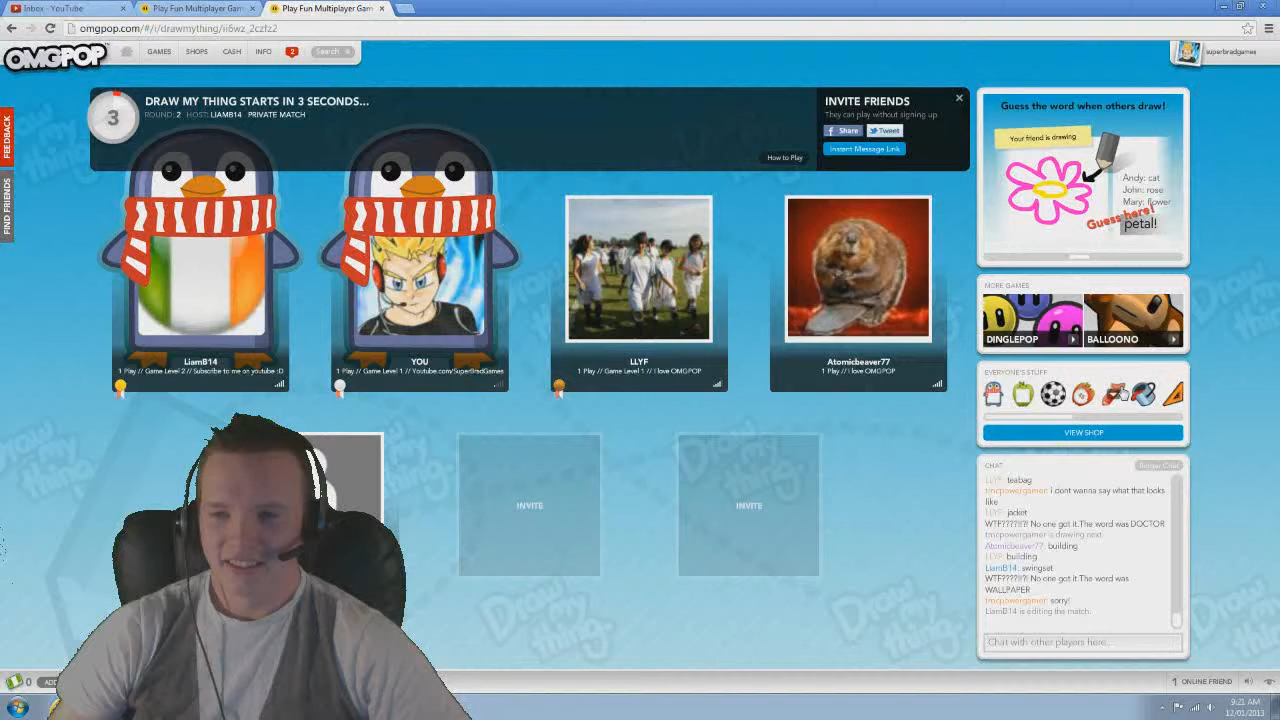 Inbox - YouTube
Play Fun Multiplayer Gam
Play Fun Multiplayer Gam
omgpop.com/#/i/drawmything/ii6wz_2czfz2
OMGPOP
GAMES SHOPS CASH INFO 2 Search
superbradgames
FEEDBACK
FIND FRIENDS
3
DRAW MY THING STARTS IN 3 SECONDS...
ROUND: 2 HOST: LIAMB14 PRIVATE MATCH
How to Play
INVITE FRIENDS
They can play without signing up
Share Tweet
Instant Message Link
LiamB14
1 Play // Game Level 2 // Subscribe to me on youtube :D
YOU
1 Play // Game Level 1 // Youtube.com/SuperBradGames
LLYF
1 Play // Game Level 1 // I love OMGPOP
Atomicbeaver77
1 Play // I love OMGPOP
INVITE
INVITE
Guess the word when others draw!
Your friend is drawing
Andy: cat
John: rose
Mary: flower
Guess here!
petal!
MORE GAMES
DINGLEPOP
BALLOONO
EVERYONE'S STUFF
VIEW SHOP
CHAT
LLYF: teabag
tmcpowergamer: i dont wanna say what that looks
like
LLYF: jacket
WTF????!!?! No one got it.The word was DOCTOR
tmcpowergamer is drawing next.
Atomicbeaver77: building
LLYF: building
LiamB14: swingset
WTF????!!?! No one got it.The word was
WALLPAPER
tmcpowergamer: sorry!
LiamB14 is editing the match.
Chat with other players here...
0
1 ONLINE FRIEND
9:21 AM
12/01/2013